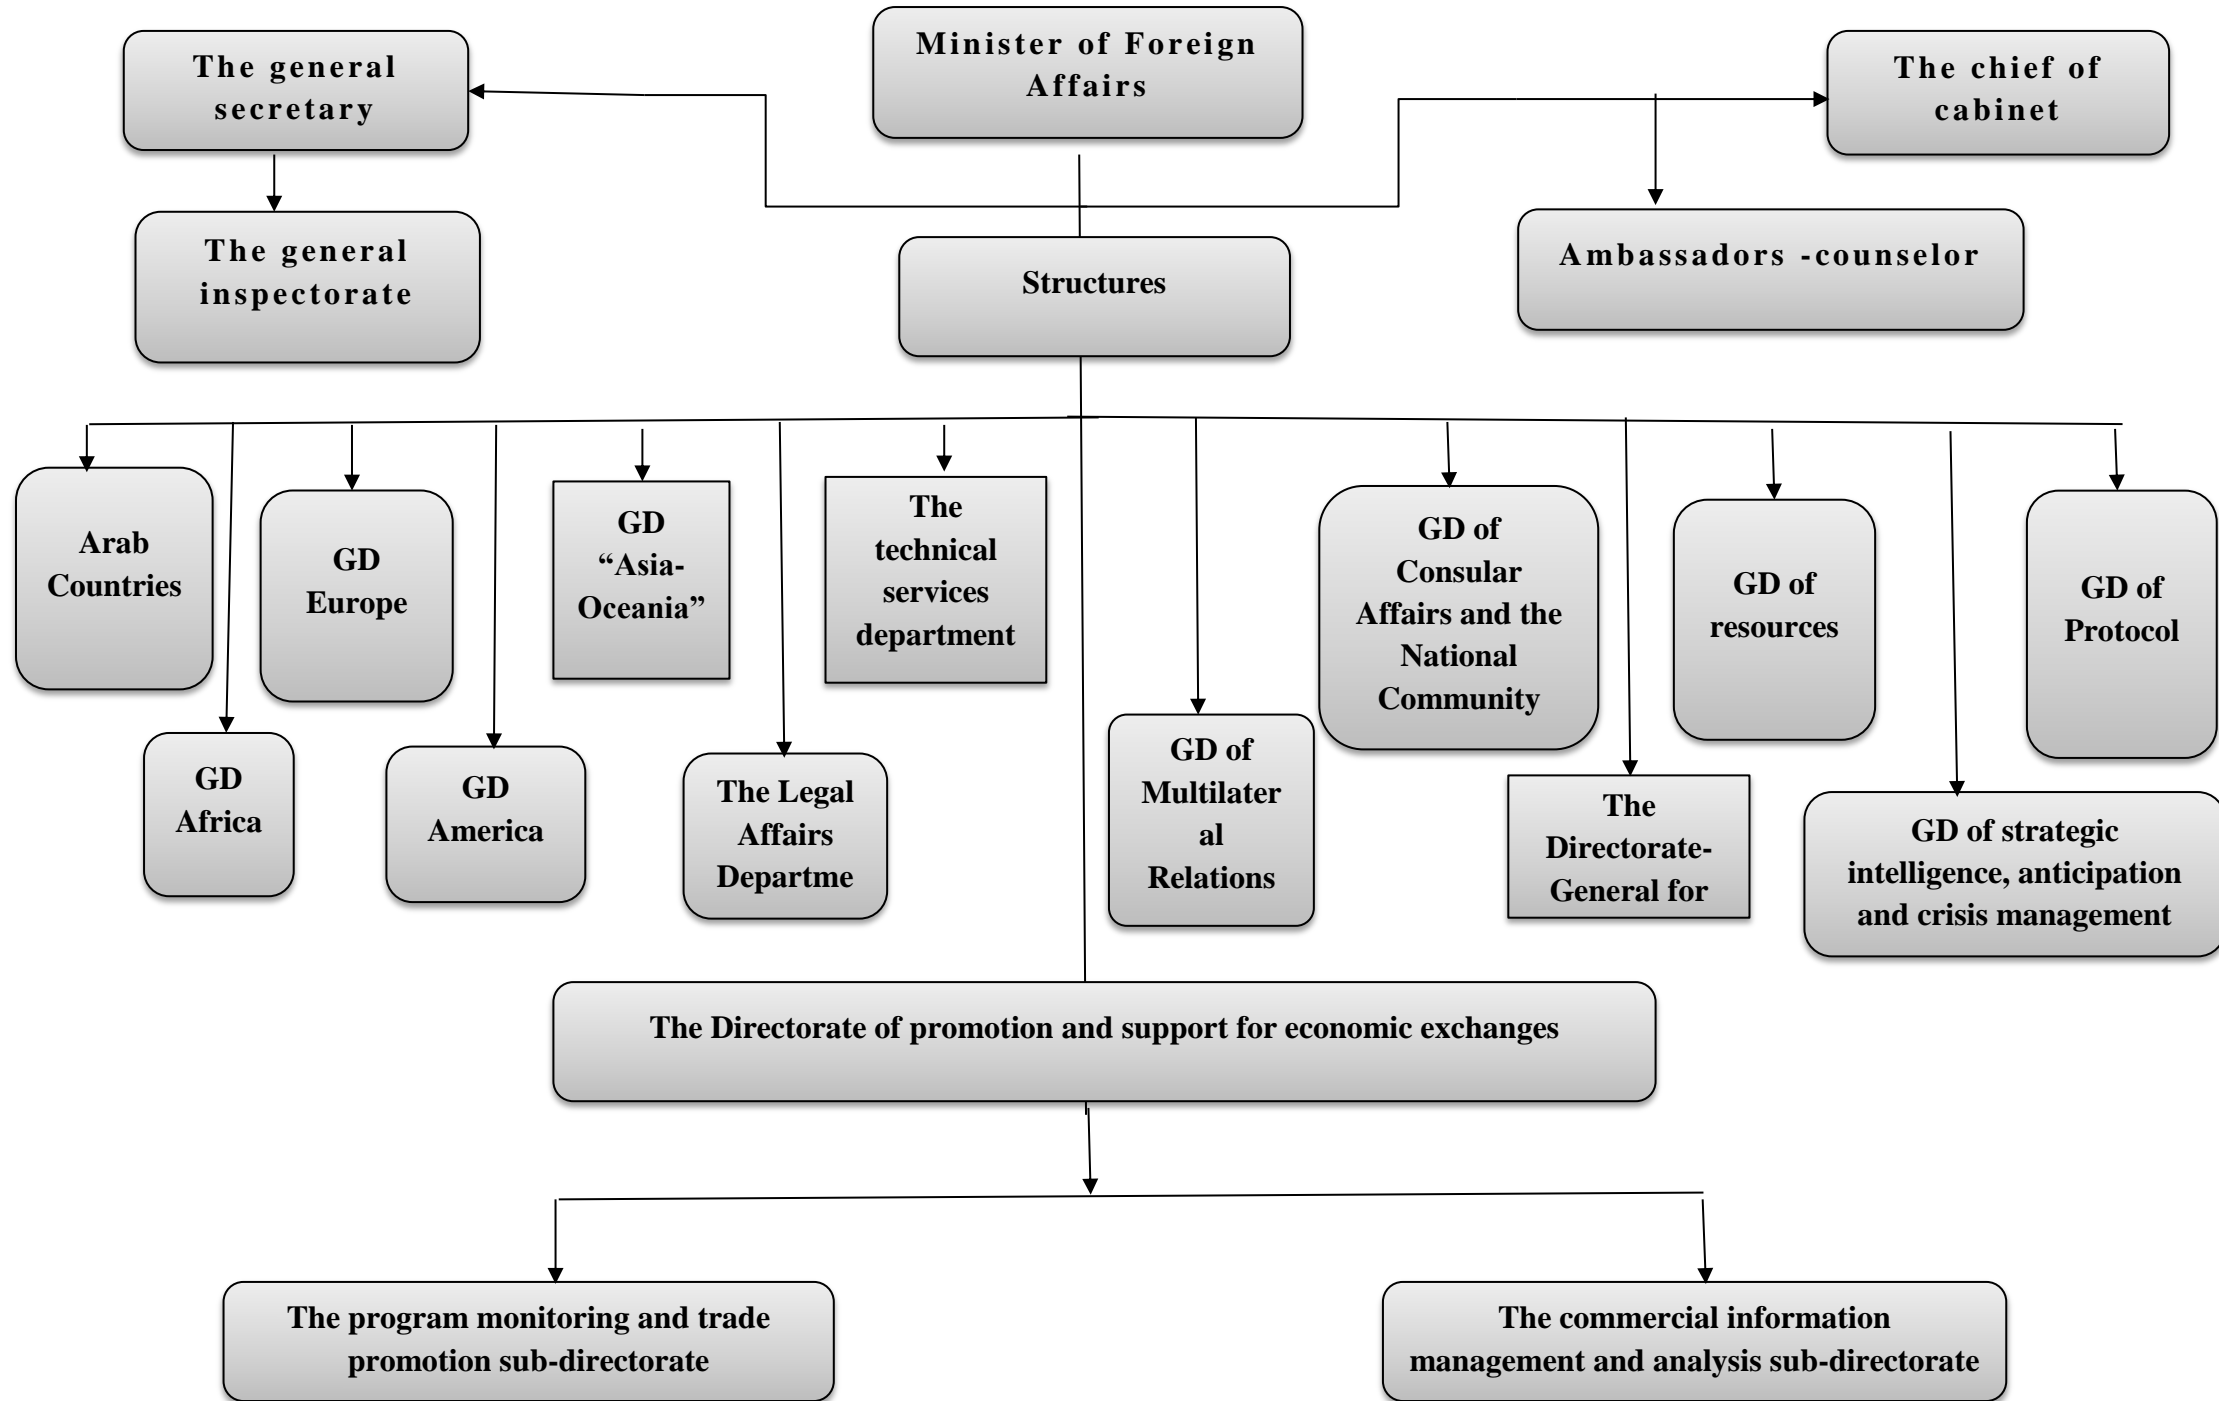 Minister of Foreign
Affairs
The general
secretary
The chief of
cabinet
The general
inspectorate
Structures
Ambassadors -counselor
Arab
Countries
GD
Europe
GD
“Asia-
Oceania”
The
technical
services
department
GD of
Consular
Affairs and the
National
Community
GD of
resources
GD of
Protocol
GD
Africa
GD
America
The Legal
Affairs
Departme
GD of
Multilater
al
Relations
The
Directorate-
General for
GD of strategic
intelligence, anticipation
and crisis management
The Directorate of promotion and support for economic exchanges
The program monitoring and trade
promotion sub-directorate
The commercial information
management and analysis sub-directorate